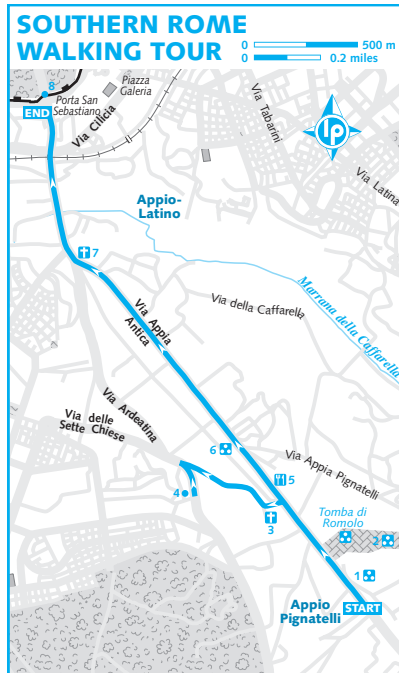 SOUTHERN ROME
WALKING TOUR
0 500 m
0 0.2 miles
8
Porta San
Sebastiano
END
Piazza
Galeria
Via Cilicia
Via Tabarini
lp
Via Latina
Appio-
Latino
7
Via Appia
Antica
Via della Caffarella
Marrana della Caffarella
Via Ardeatina
Via delle
Sette Chiese
6
Via Appia Pignatelli
5
4
3
Tomba di
Romolo
2
1
Appio
Pignatelli
START